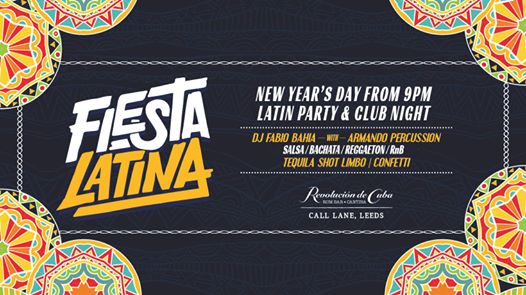 FIESTA
LATINA
NEW YEAR'S DAY FROM 9PM
LATIN PARTY & CLUB NIGHT
DJ FABIO BAHIA — WITH — ARMANDO PERCUSSION
SALSA/BACHATA/REGGAETON/RnB
TEQUILA SHOT LIMBO | CONFETTI
Revolución de Cuba
RUM BAR • CANTINA
CALL LANE, LEEDS